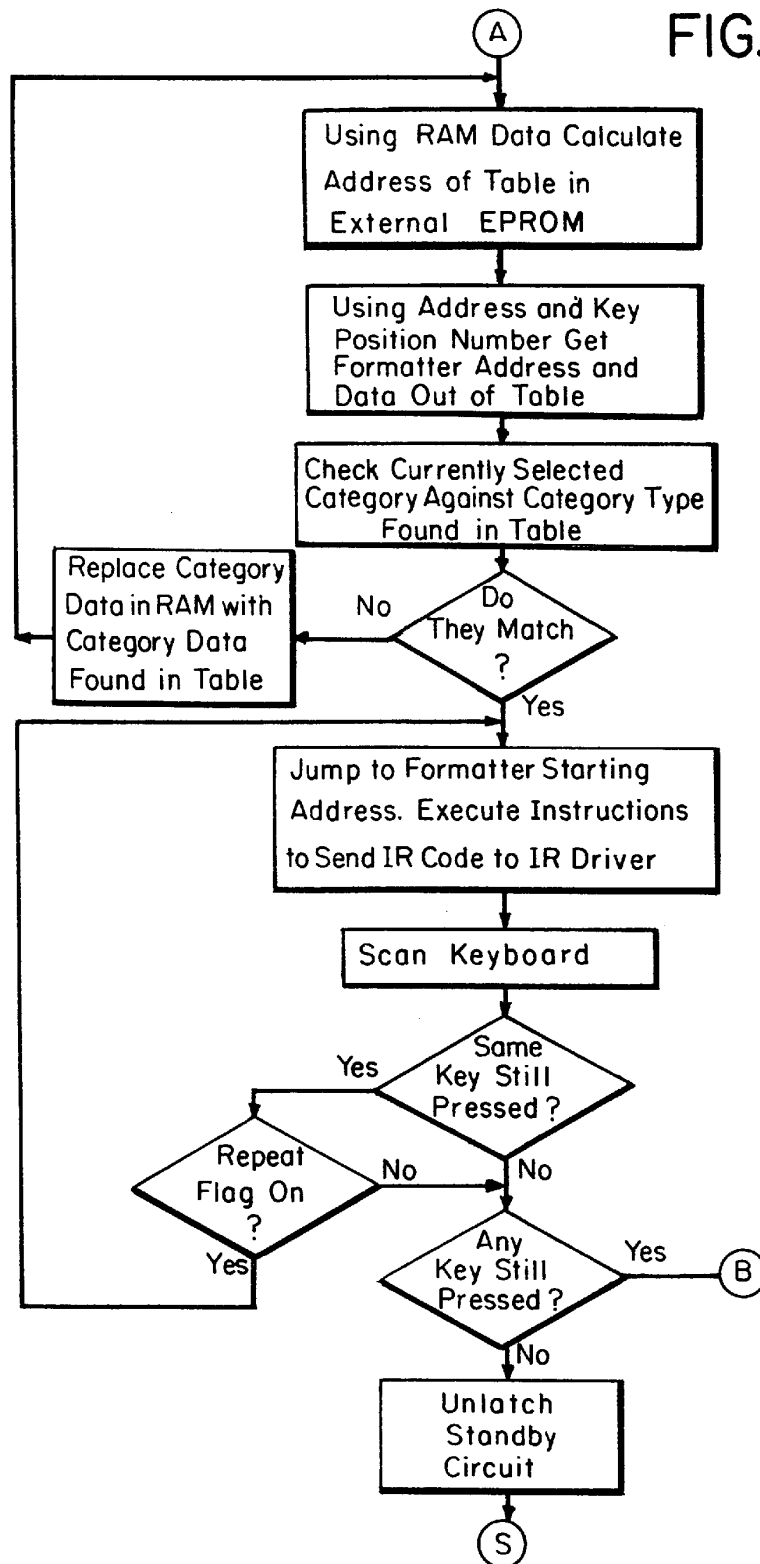 A
FIG.
Using RAM Data Calculate
Address of Table in
External EPROM
Using Address and Key
Position Number Get
Formatter Address and
Data Out of Table
Check Currently Selected
Category Against Category Type
Found in Table
Replace Category
Data in RAM with
Category Data
Found in Table
No
Do
They Match
?
Yes
Jump to Formatter Starting
Address. Execute Instructions
to Send IR Code to IR Driver
Scan Keyboard
Same
Key Still
Pressed?
Yes
No
Repeat
Flag On
?
No
Yes
Any
Key Still
Pressed?
Yes
B
No
Unlatch
Standby
Circuit
S